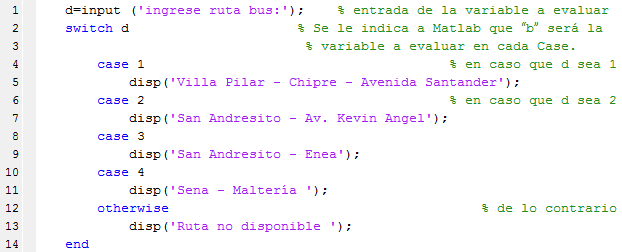 1 d=input ('ingrese ruta bus:'); % entrada de la variable a evaluar
2 switch d % Se le indica a Matlab que "b" será la
3 % variable a evaluar en cada Case.
4 case 1 % en caso que d sea 1
5 disp('Villa Pilar - Chipre - Avenida Santander');
6 case 2 % en caso que d sea 2
7 disp('San Andresito - Av. Kevin Angel');
8 case 3
9 disp('San Andresito - Enea');
10 case 4
11 disp('Sena - Maltería ');
12 otherwise % de lo contrario
13 disp('Ruta no disponible ');
14 end